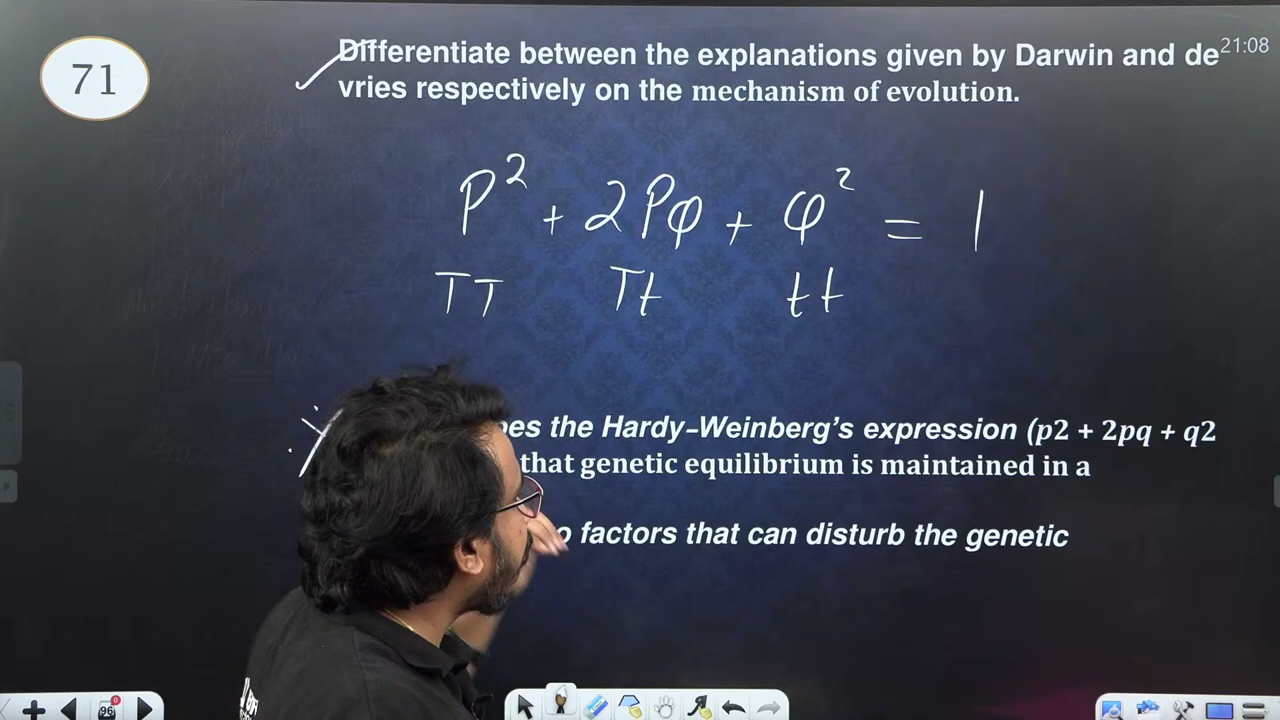 71
Differentiate between the explanations given by Darwin and de
21:08
vries respectively on the mechanism of evolution.
P² + 2Pφ + φ² = 1
TT Tt tt
the Hardy-Weinberg's expression (p2 + 2pq + q2
that genetic equilibrium is maintained in a
factors that can disturb the genetic
96
0